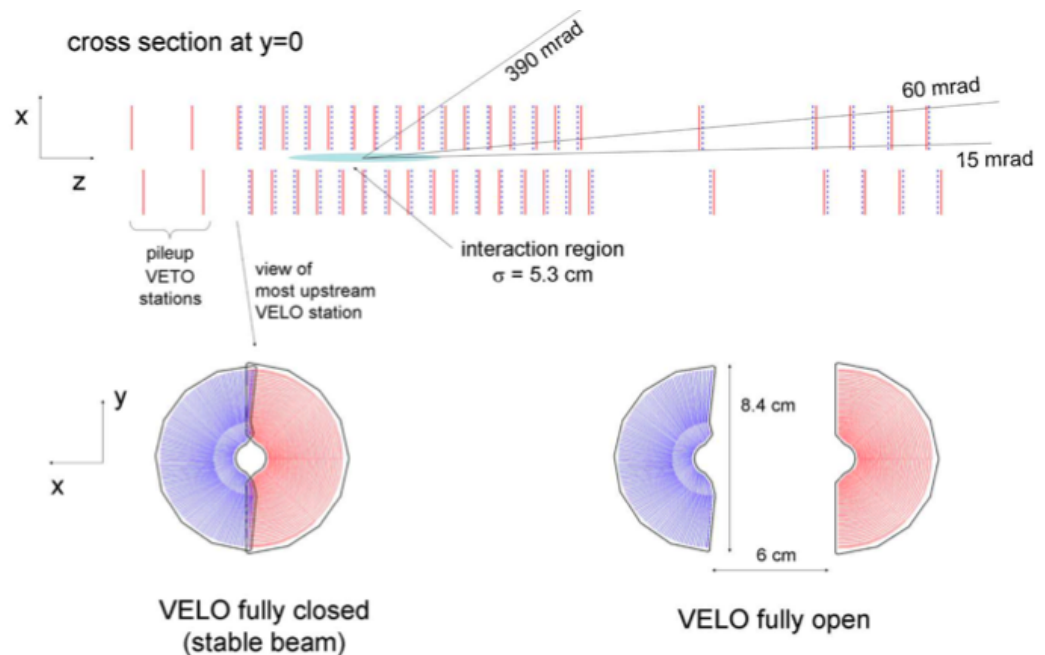 cross section at y=0
390 mrad
60 mrad
15 mrad
x
z
pileup
VETO
stations
view of
most upstream
VELO station
interaction region
σ = 5.3 cm
y
x
8.4 cm
6 cm
VELO fully closed
(stable beam)
VELO fully open